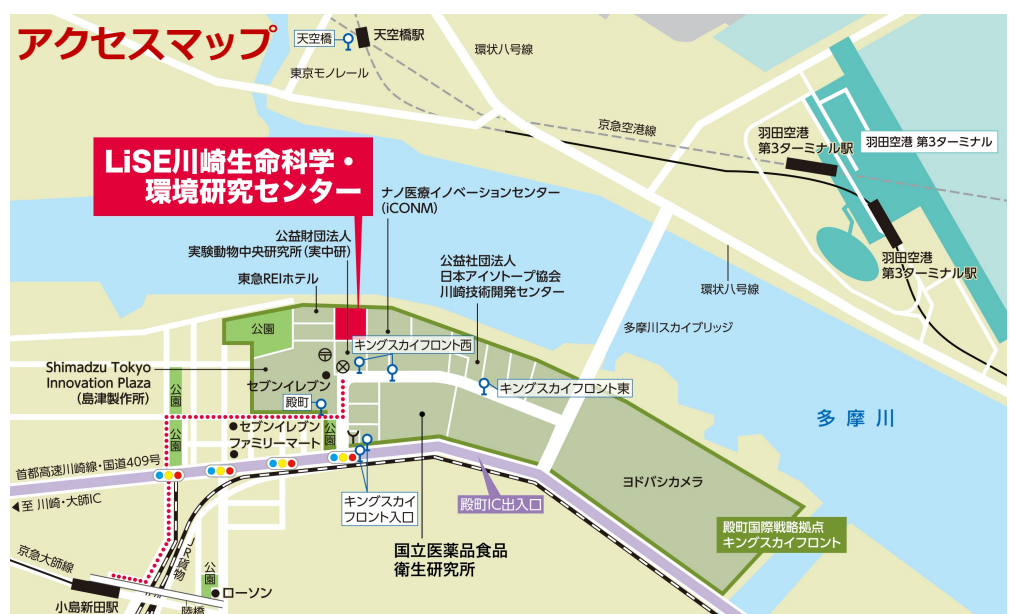 アクセスマップ
天空橋
天空橋駅
東京モノレール
環状八号線
京急空港線
羽田空港
第3ターミナル駅
羽田空港 第3ターミナル
羽田空港
第3ターミナル駅
環状八号線
多摩川スカイブリッジ
多摩川
LiSE川崎生命科学・
環境研究センター
ナノ医療イノベーションセンター
(iCONM)
公益財団法人
実験動物中央研究所(実中研)
東急REIホテル
公益社団法人
日本アイソトープ協会
川崎技術開発センター
公園
キングスカイフロント西
キングスカイフロント東
Shimadzu Tokyo
Innovation Plaza
(島津製作所)
セブンイレブン
殿町
公園
公園
公園
セブンイレブン
ファミリーマート
首都高速川崎線・国道409号
至 川崎・大師IC
キングスカイ
フロント入口
殿町IC出入口
ヨドバシカメラ
殿町国際戦略拠点
キングスカイフロント
国立医薬品食品
衛生研究所
京急大師線
JR貨物
公園
ローソン
小島新田駅
陸橋